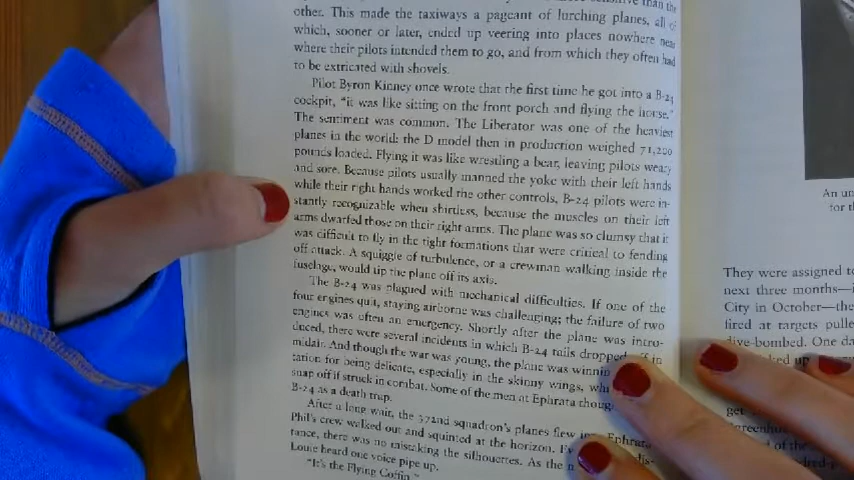 than the
other. This made the taxiways a pageant of lurching planes, all of
which, sooner or later, ended up veering into places nowhere near
where their pilots intended them to go, and from which they often had
to be extricated with shovels.
Pilot Byron Kinney once wrote that the first time he got into a B-24
cockpit, "it was like sitting on the front porch and flying the house."
The sentiment was common. The Liberator was one of the heaviest
planes in the world: the D model then in production weighed 71,200
pounds loaded. Flying it was like wrestling a bear, leaving pilots weary
and sore. Because pilots usually manned the yoke with their left hands
while their right hands worked the other controls, B-24 pilots were in-
stantly recognizable when shirtless, because the muscles on their left
arms dwarfed those on their right arms. The plane was so clumsy that it
was difficult to fly in the tight formations that were critical to fending
off attack. A squiggle of turbulence, or a crewman walking inside the
fuselage, would tip the plane off its axis.
The B-24 was plagued with mechanical difficulties. If one of the
four engines quit, staying airborne was challenging; the failure of two
engines was often an emergency. Shortly after the plane was intro-
duced, there were several incidents in which B-24 tails dropped off in
midair. And though the war was young, the plane was winnin
tation for being delicate, especially in the skinny wings, wh
snap off if struck in combat. Some of the men at Ephrata though
B-24 as a death trap.
After a long wait, the 372nd squadron's planes flew Ephrata
Phil's crew walked out and squinted at the horizon.
tance, there was no mistaking the silhouettes. As the
Louie heard one voice pipe up.
"It's the Flying Coffin."
An un
for th
They were assigned to
next three months—i
City in October—the
fired at targets pulle
dive-bombed. One da
ked up
get
Greenhou
of the